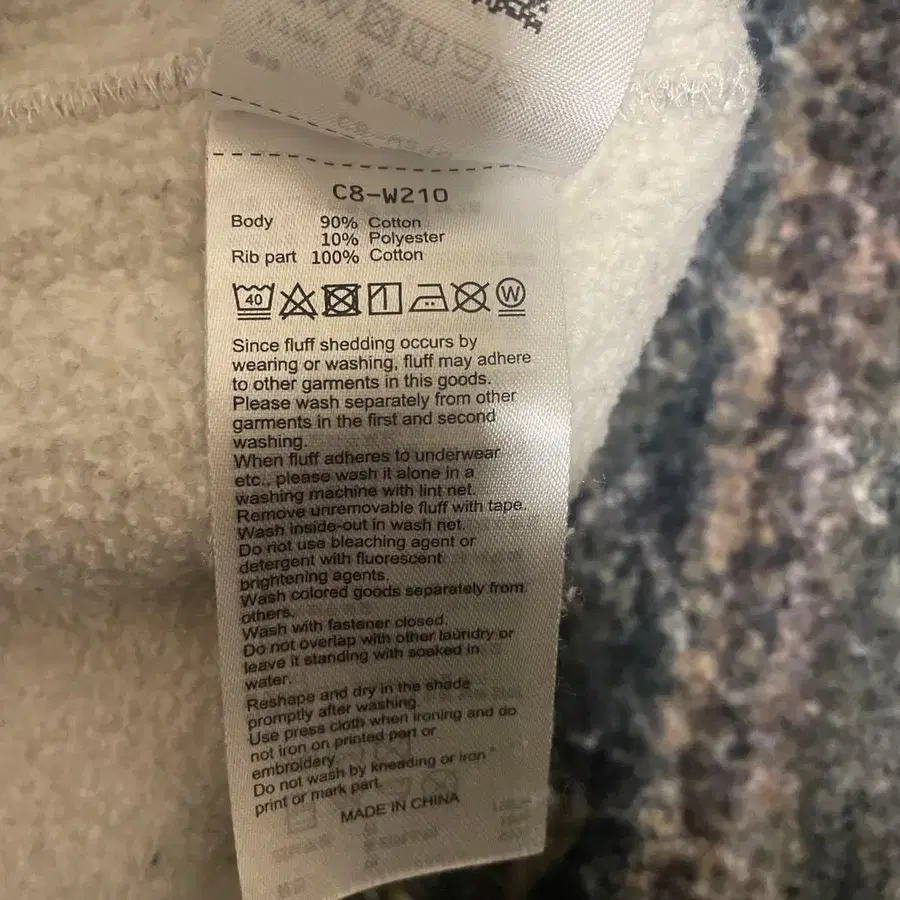 C8-W210
Body 90% Cotton
10% Polyester
Rib part 100% Cotton
40
W
Since fluff shedding occurs by
wearing or washing, fluff may adhere
to other garments in this goods.
Please wash separately from other
garments in the first and second
washing.
When fluff adheres to underwear
etc., please wash it alone in a
washing machine with lint net.
Remove unremovable fluff with tape.
Wash inside-out in wash net.
Do not use bleaching agent or
detergent with fluorescent
brightening agents.
Wash colored goods separately from
others.
Wash with fastener closed.
Do not overlap with other laundry or
leave it standing with soaked in
water.
Reshape and dry in the shade
promptly after washing.
Use press cloth when ironing and do
not iron on printed part or
embroidery.
Do not wash by kneading or iron
print or mark part.
MADE IN CHINA